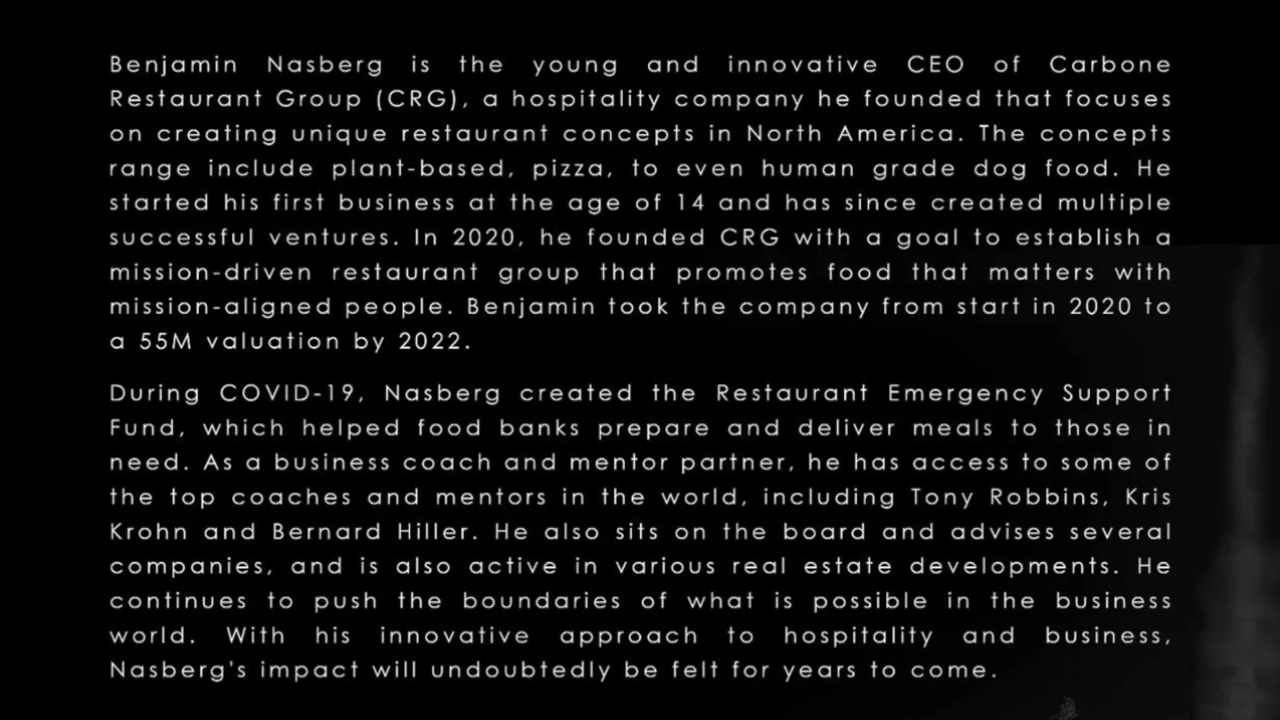 Benjamin Nasberg is the young and innovative CEO of Carbone
Restaurant Group (CRG), a hospitality company he founded that focuses
on creating unique restaurant concepts in North America. The concepts
range include plant-based, pizza, to even human grade dog food. He
started his first business at the age of 14 and has since created multiple
successful ventures. In 2020, he founded CRG with a goal to establish a
mission-driven restaurant group that promotes food that matters with
mission-aligned people. Benjamin took the company from start in 2020 to
a 55M valuation by 2022.
During COVID-19, Nasberg created the Restaurant Emergency Support
Fund, which helped food banks prepare and deliver meals to those in
need. As a business coach and mentor partner, he has access to some of
the top coaches and mentors in the world, including Tony Robbins, Kris
Krohn and Bernard Hiller. He also sits on the board and advises several
companies, and is also active in various real estate developments. He
continues to push the boundaries of what is possible in the business
world. With his innovative approach to hospitality and business,
Nasberg's impact will undoubtedly be felt for years to come.